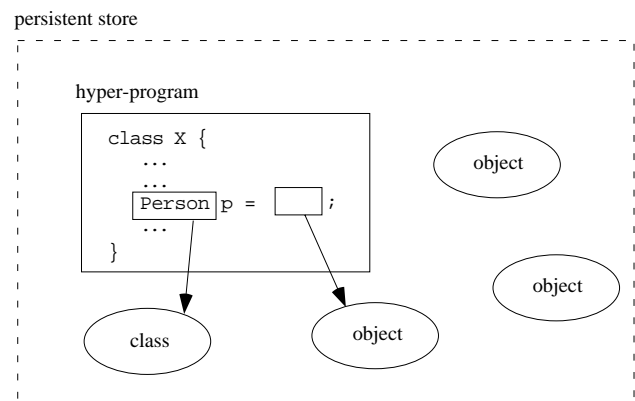 persistent store
hyper-program
class X {
...
...
Person p = ;
...
}
object
object
class
object